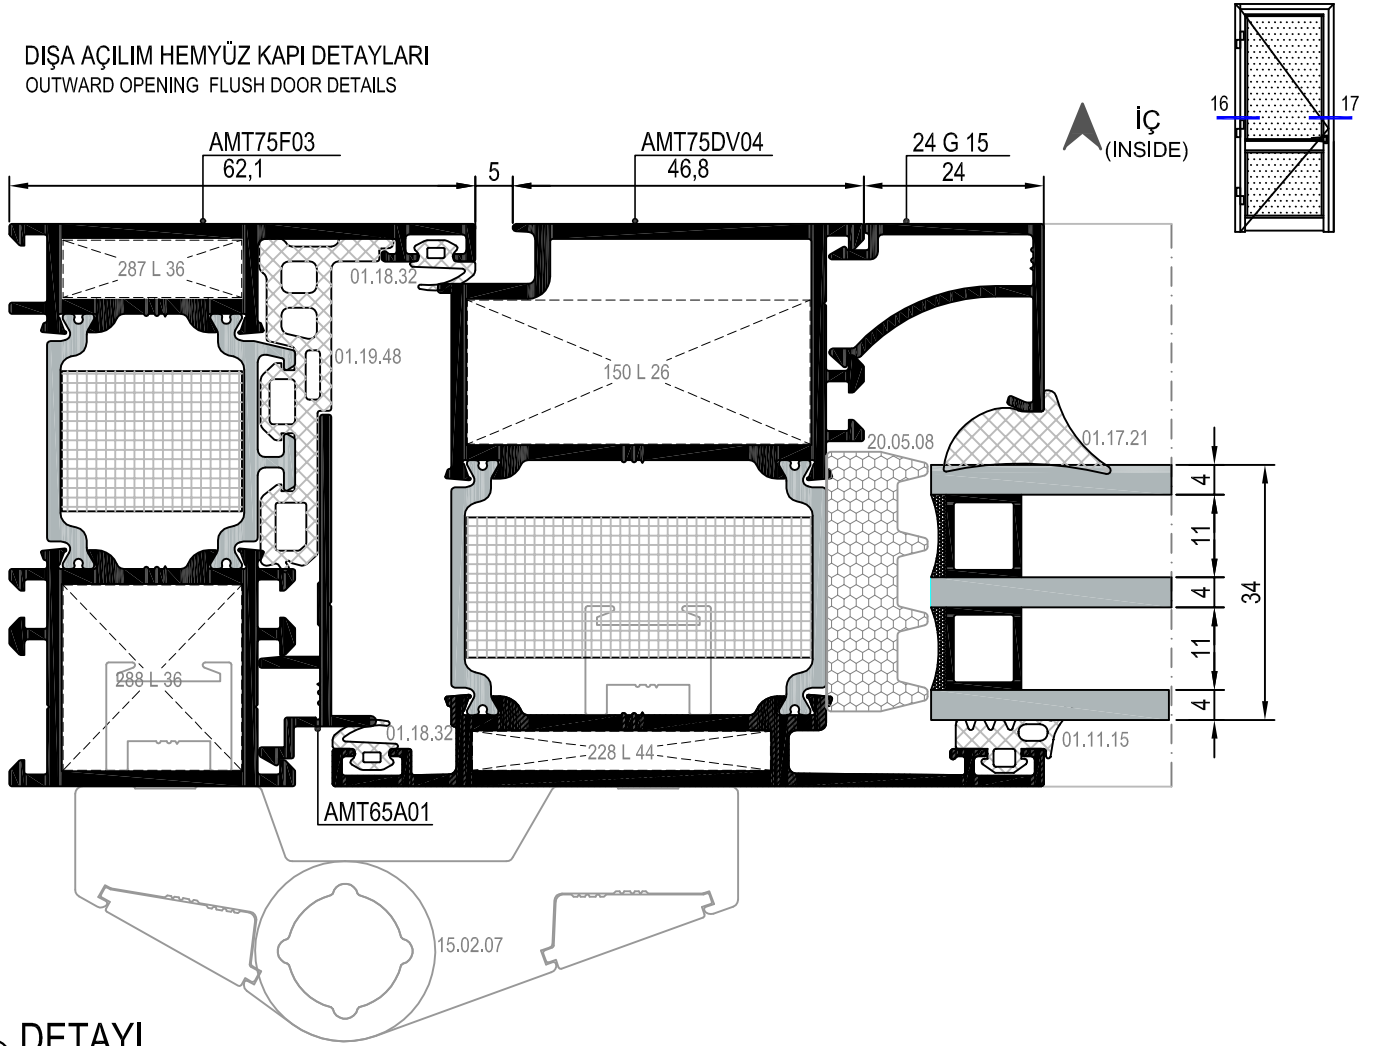 DIŞA AÇILIM HEMYÜZ KAPI DETAYLARI
OUTWARD OPENING FLUSH DOOR DETAILS
16
17
İÇ
(INSIDE)
AMT75F03
62,1
5
AMT75DV04
46,8
24 G 15
24
287 L 36
01.18.32
01.19.48
150 L 26
20.05.08
01.17.21
4
11
4
34
11
4
288 L 36
01.18.32
228 L 44
01.11.15
AMT65A01
15.02.07
DETAYI